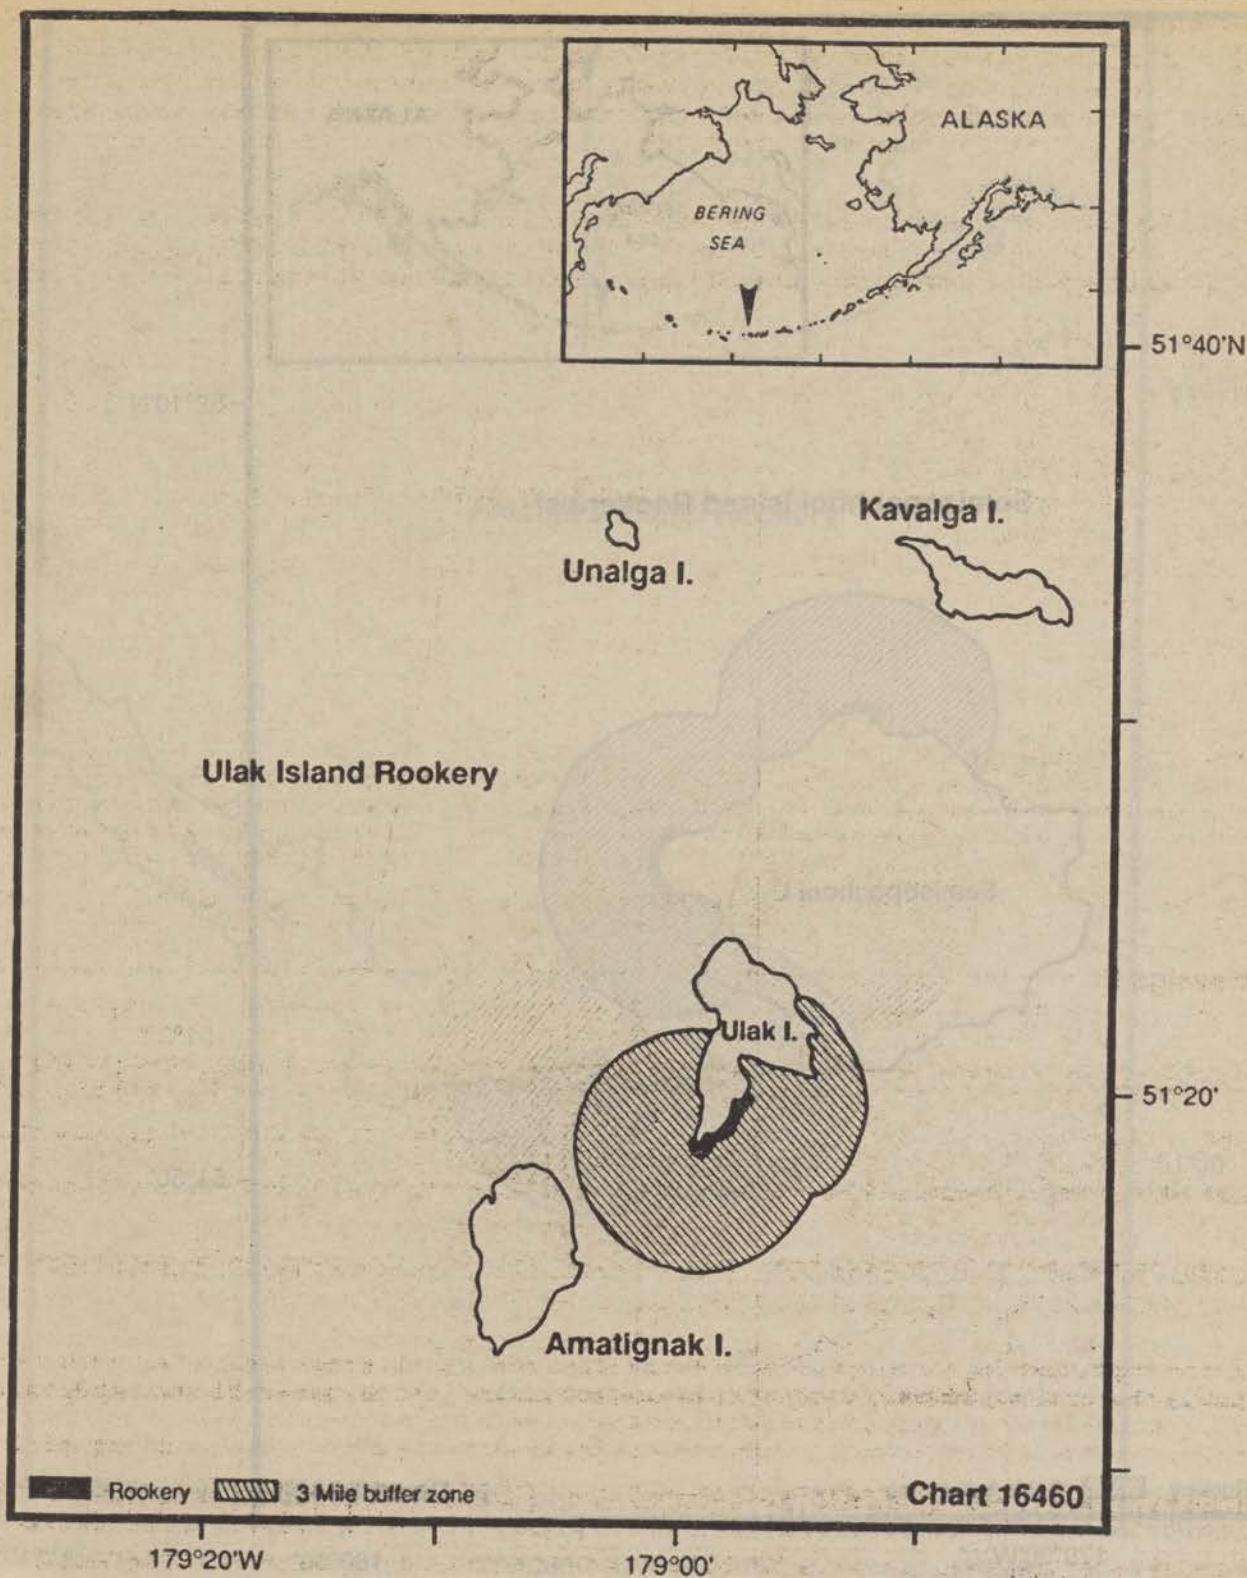 ALASKA
BERING
SEA
51°40'N
Kavalga I.
Unalga I.
Ulak Island Rookery
Ulak I.
51°20'
Amatignak I.
Rookery 3 Mile buffer zone Chart 16460
179°20'W 179°00'